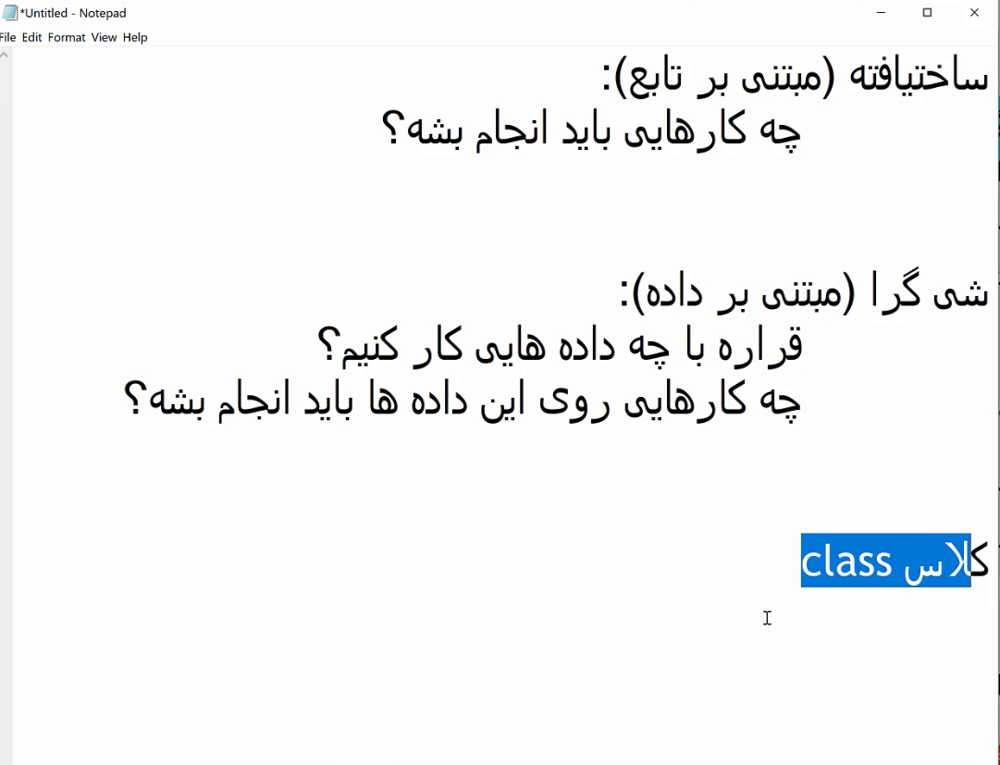 *Untitled - Notepad
File Edit Format View Help
ساختیافته (مبتنی بر تابع):
چه کارهایی باید انجام بشه؟
شی گرا (مبتنی بر داده):
قراره با چه داده هایی کار کنیم؟
چه کارهایی روی این داده ها باید انجام بشه؟
کلاس class